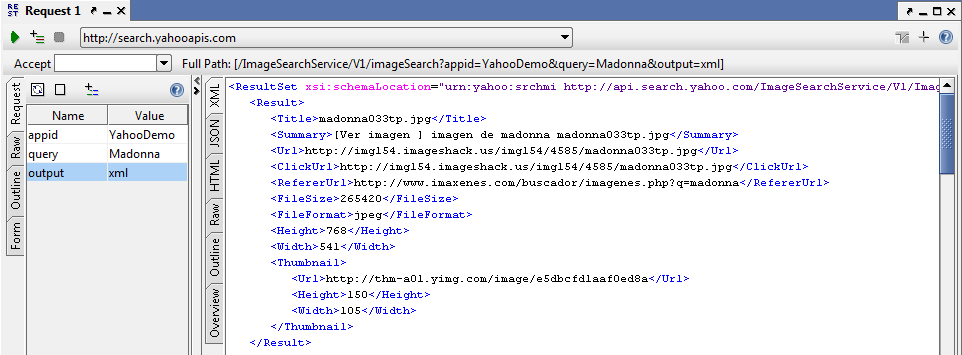 REST Request 1
http://search.yahooapis.com
Accept Full Path: [/ImageSearchService/V1/imageSearch?appid=YahooDemo&query=Madonna&output=xml]
Request
Raw
Outline
Form
Name Value
appid YahooDemo
query Madonna
output xml
XML
JSON
HTML
Raw
Outline
Overview
<ResultSet xsi:schemaLocation="urn:yahoo:srchmi http://api.search.yahoo.com/ImageSearchService/V1/Imag
<Result>
<Title>madonna033tp.jpg</Title>
<Summary>[Ver imagen ] imagen de madonna madonna033tp.jpg</Summary>
<Url>http://img154.imageshack.us/img154/4585/madonna033tp.jpg</Url>
<ClickUrl>http://img154.imageshack.us/img154/4585/madonna033tp.jpg</ClickUrl>
<RefererUrl>http://www.imaxenes.com/buscador/imagenes.php?q=madonna</RefererUrl>
<FileSize>265420</FileSize>
<FileFormat>jpeg</FileFormat>
<Height>768</Height>
<Width>541</Width>
<Thumbnail>
<Url>http://thm-a01.yimg.com/image/e5dbcfd1aaf0ed8a</Url>
<Height>150</Height>
<Width>105</Width>
</Thumbnail>
</Result>